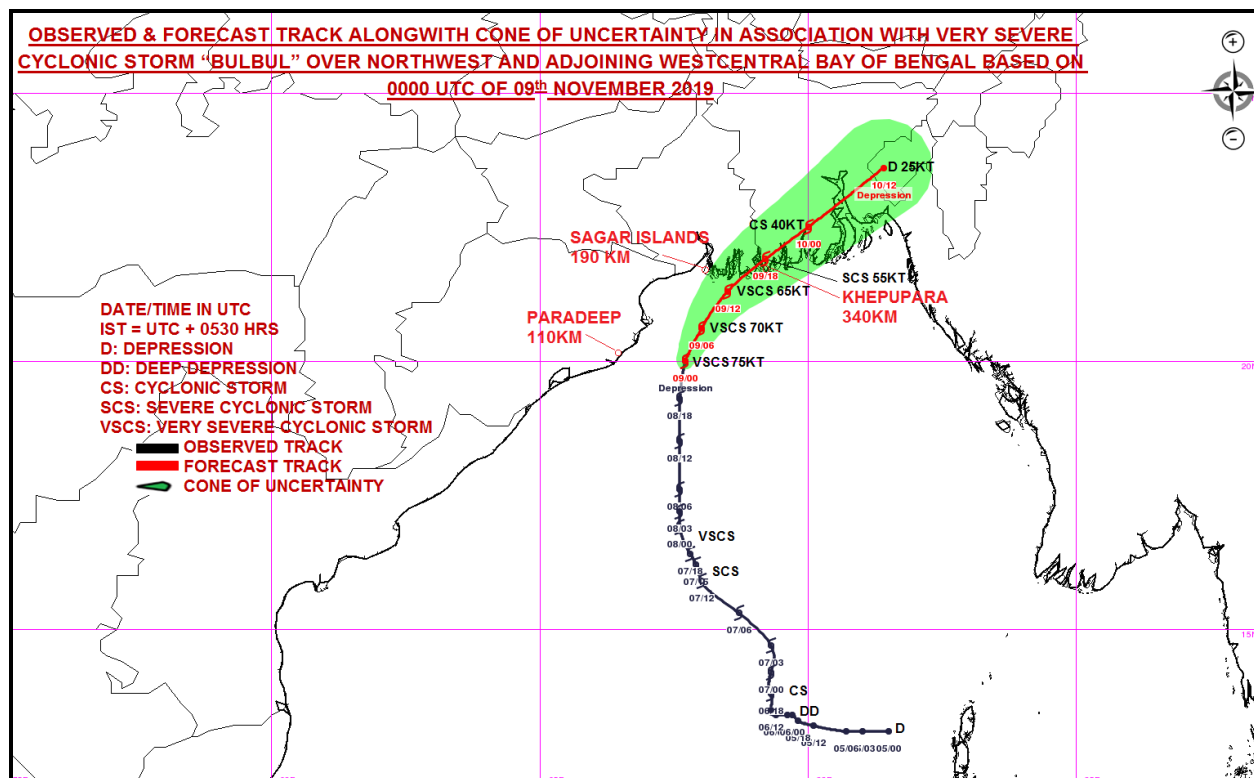 OBSERVED & FORECAST TRACK ALONGWITH CONE OF UNCERTAINTY IN ASSOCIATION WITH VERY SEVERE
CYCLONIC STORM “BULBUL” OVER NORTHWEST AND ADJOINING WESTCENTRAL BAY OF BENGAL BASED ON
0000 UTC OF 09th NOVEMBER 2019
D 25KT
10/12
Depression
CS 40KT
10/00
SAGAR ISLANDS
190 KM
09/18
SCS 55KT
VSCS 65KT
KHEPUPARA
340KM
09/12
DATE/TIME IN UTC
IST = UTC + 0530 HRS
D: DEPRESSION
DD: DEEP DEPRESSION
CS: CYCLONIC STORM
SCS: SEVERE CYCLONIC STORM
VSCS: VERY SEVERE CYCLONIC STORM
OBSERVED TRACK
FORECAST TRACK
CONE OF UNCERTAINTY
PARADEEP
110KM
VSCS 70KT
09/06
VSCS75KT
20N
09/00
Depression
08/18
08/12
08/06
08/03
VSCS
08/00
07/18
SCS
07/12
07/06
07/03
07/00
CS
06/18
DD
06/12
05/18
05/12
D
05/06
05/00